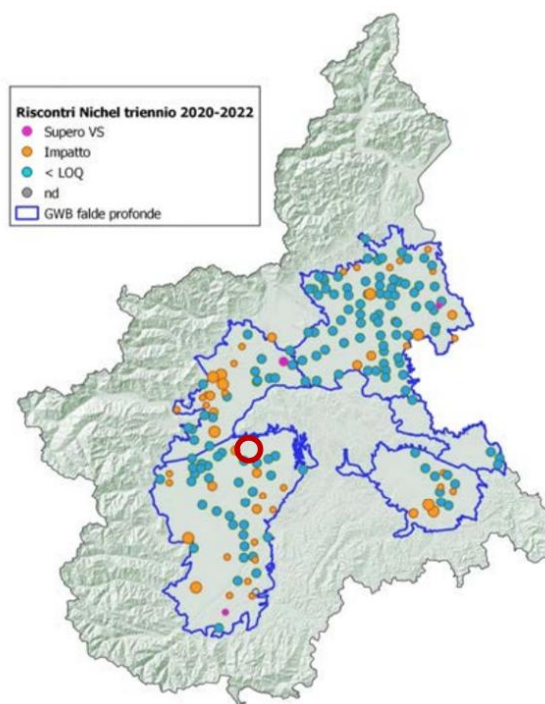 Riscontri Nichel triennio 2020-2022
Supero VS
Impatto
< LOQ
nd
GWB falde profonde